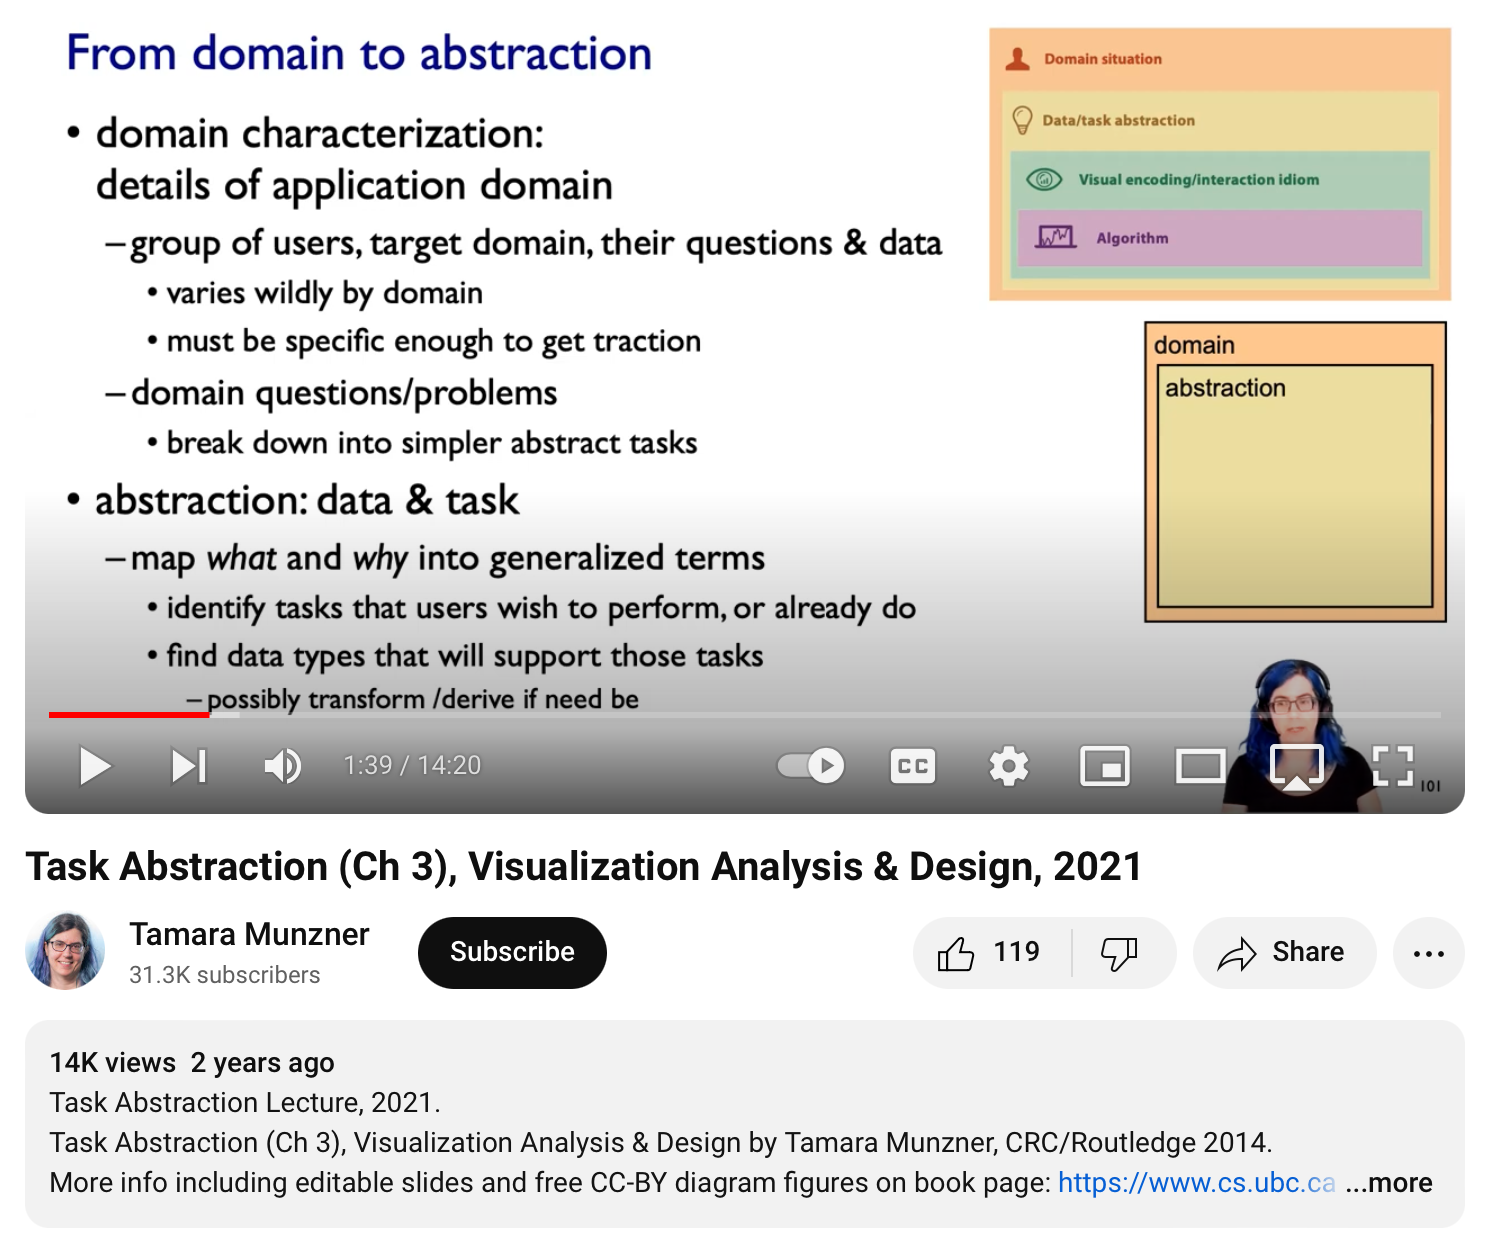 From domain to abstraction
• domain characterization:
details of application domain
– group of users, target domain, their questions & data
• varies wildly by domain
• must be specific enough to get traction
– domain questions/problems
• break down into simpler abstract tasks
• abstraction: data & task
– map what and why into generalized terms
• identify tasks that users wish to perform, or already do
• find data types that will support those tasks
– possibly transform /derive if need be
Domain situation
Data/task abstraction
Visual encoding/interaction idiom
Algorithm
domain
abstraction
1:39 / 14:20
CC
101
Task Abstraction (Ch 3), Visualization Analysis & Design, 2021
Tamara Munzner
31.3K subscribers
Subscribe
119
Share
14K views 2 years ago
Task Abstraction Lecture, 2021.
Task Abstraction (Ch 3), Visualization Analysis & Design by Tamara Munzner, CRC/Routledge 2014.
More info including editable slides and free CC-BY diagram figures on book page: https://www.cs.ubc.ca ...more